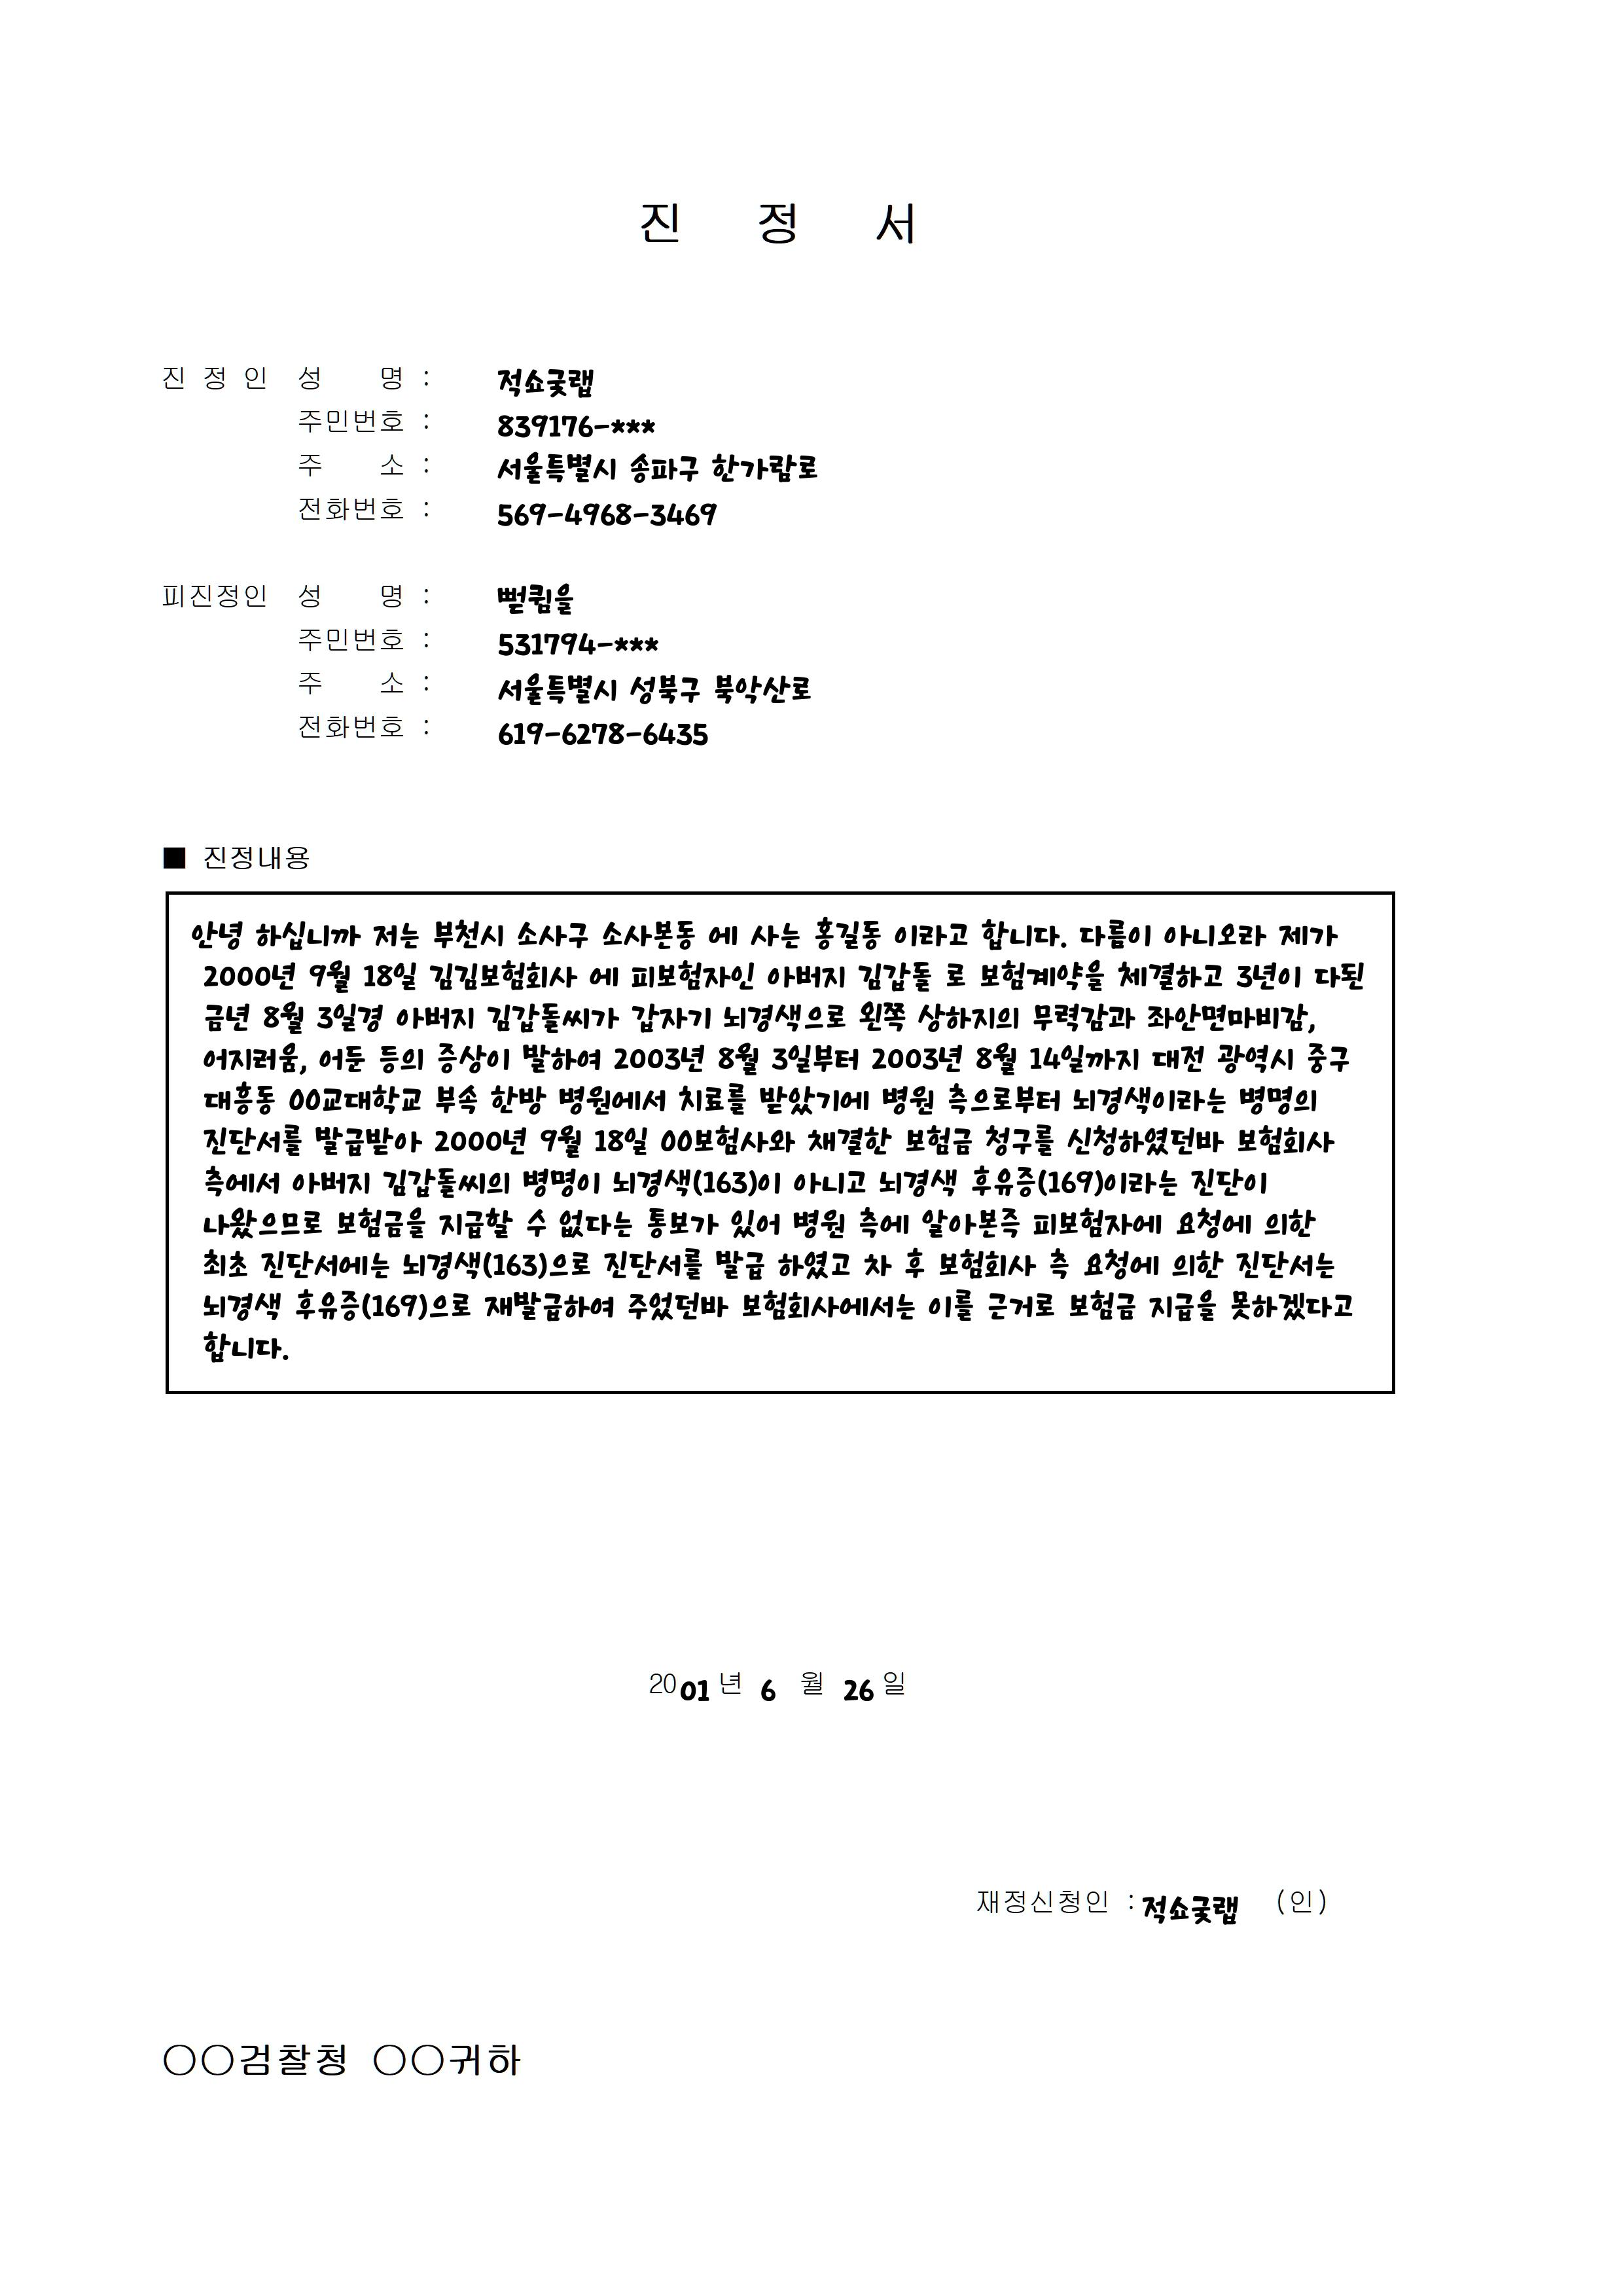 진 정 서
진 정 인 성 명 : 적쇼궂랩
주민번호 : 839176-***
주 소 : 서울특별시 송파구 한가람로
전화번호 : 569-4968-3469
피진정인 성 명 : 뻗큅을
주민번호 : 531794-***
주 소 : 서울특별시 성북구 북악산로
전화번호 : 619-6278-6435
■ 진정내용
안녕 하십니까 저는 부천시 소사구 소사본동 에 사는 홍길동 이라고 합니다. 다름이 아니오라 제가
2000년 9월 18일 김김보험회사 에 피보험자인 아버지 김갑돌 로 보험계약을 체결하고 3년이 다된
금년 8월 3일경 아버지 김갑돌씨가 갑자기 뇌경색으로 왼쪽 상하지의 무력감과 좌안면마비감,
어지러움, 어둔 등의 증상이 발하여 2003년 8월 3일부터 2003년 8월 14일까지 대전 광역시 중구
대흥동 00교대학교 부속 한방 병원에서 치료를 받았기에 병원 측으로부터 뇌경색이라는 병명의
진단서를 발급받아 2000년 9월 18일 00보험사와 채결한 보험금 청구를 신청하였던바 보험회사
측에서 아버지 김갑돌씨의 병명이 뇌경색(163)이 아니고 뇌경색 후유증(169)이라는 진단이
나왔으므로 보험금을 지급할 수 없다는 통보가 있어 병원 측에 알아본즉 피보험자에 요청에 의한
최초 진단서에는 뇌경색(163)으로 진단서를 발급 하였고 차 후 보험회사 측 요청에 의한 진단서는
뇌경색 후유증(169)으로 재발급하여 주었던바 보험회사에서는 이를 근거로 보험금 지급을 못하겠다고
합니다.
2001 년 6 월 26 일
재정신청인 : 적쇼궂랩 (인)
○○검찰청 ○○귀하